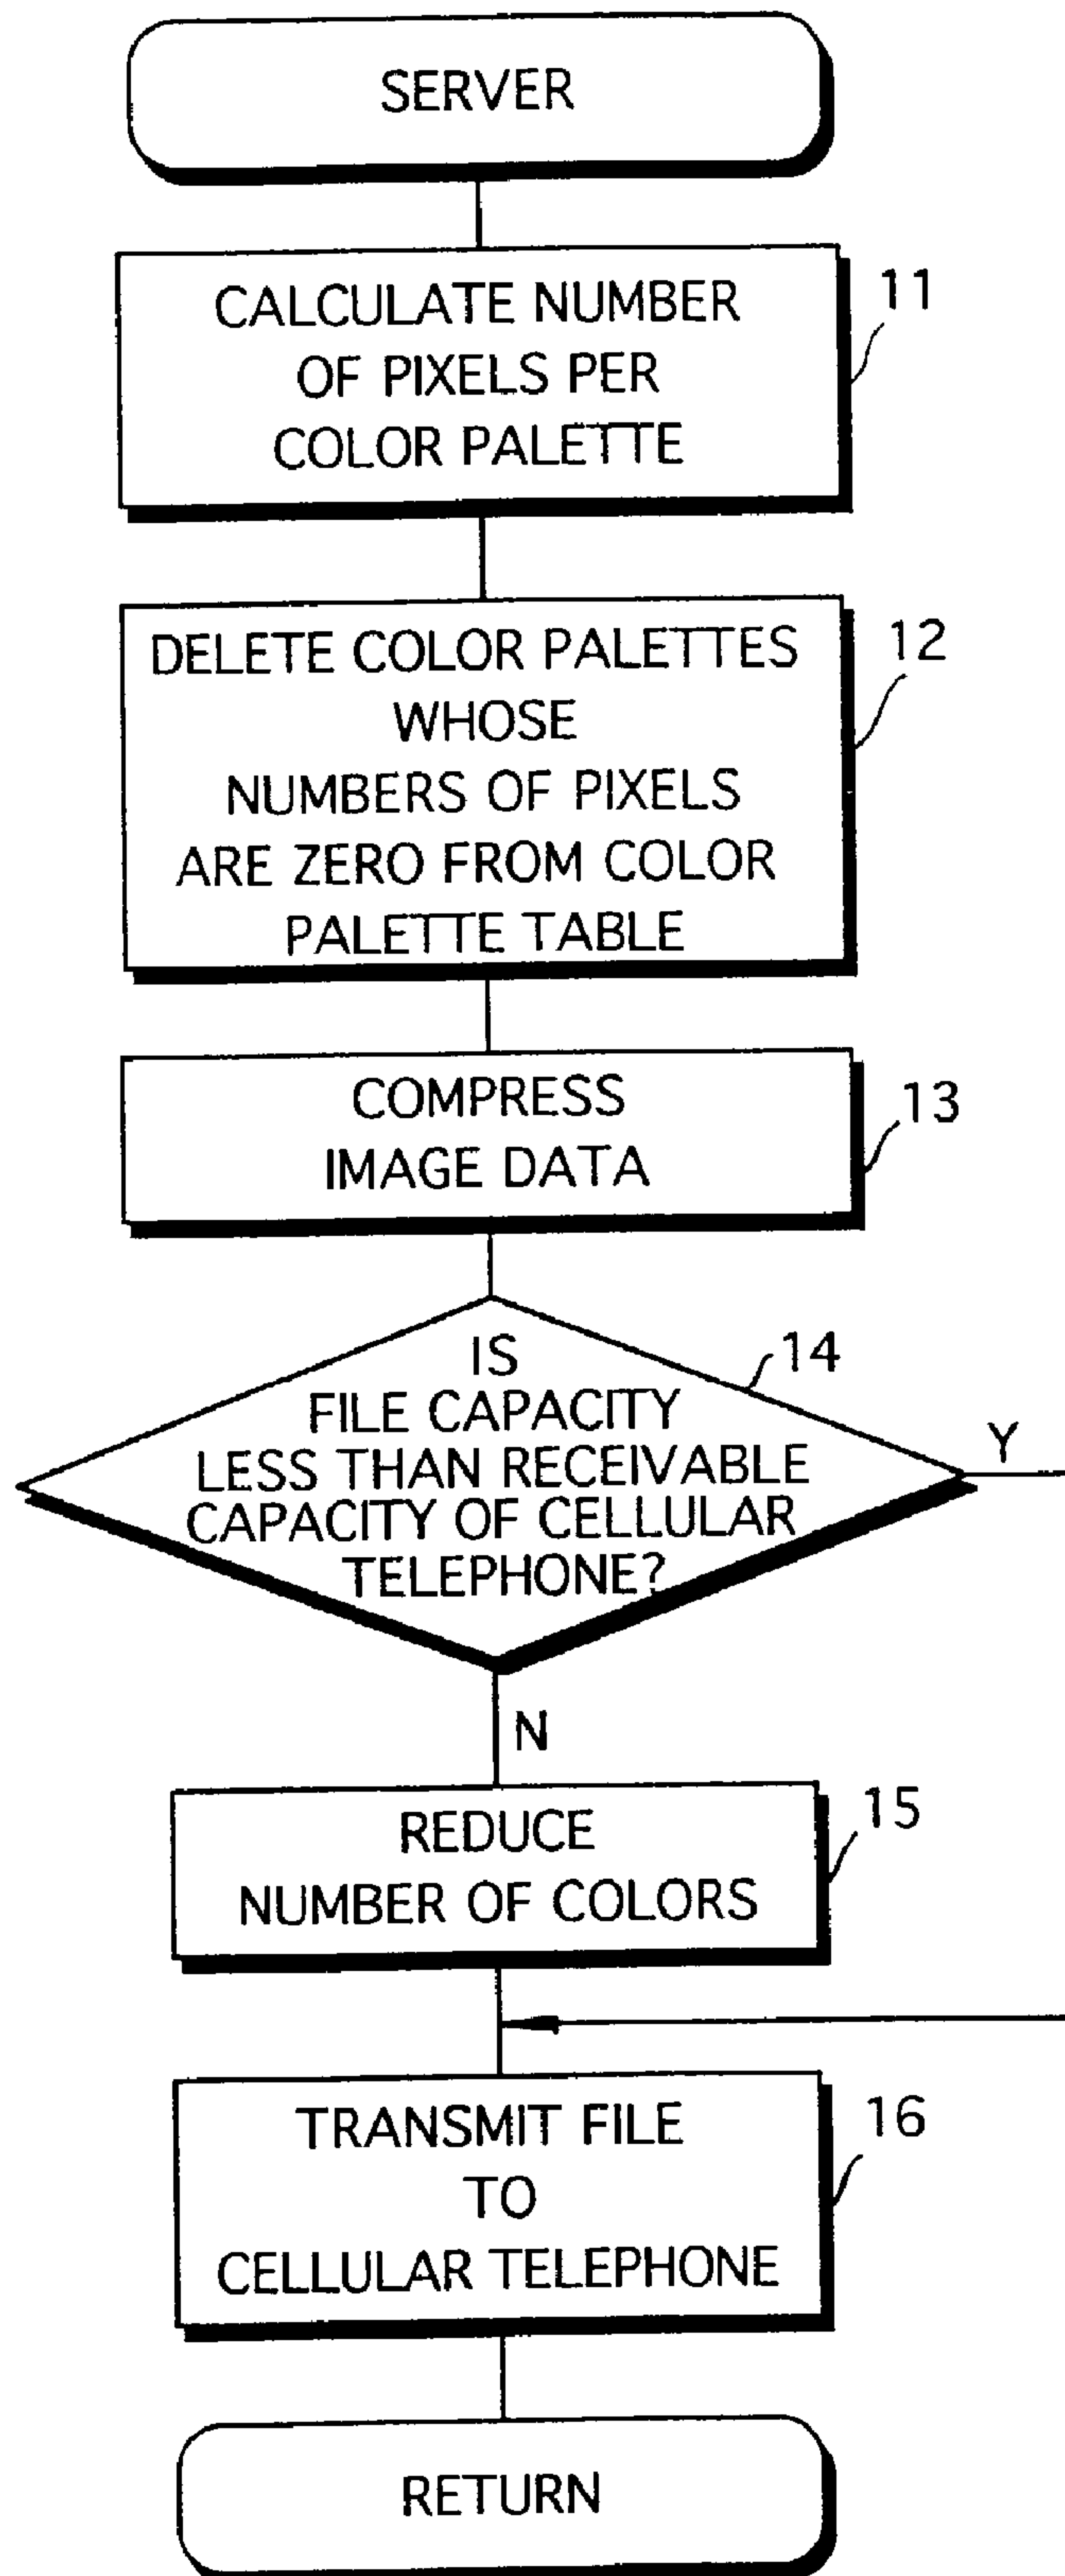 SERVER
CALCULATE NUMBER
OF PIXELS PER
COLOR PALETTE
11
DELETE COLOR PALETTES
WHOSE
NUMBERS OF PIXELS
ARE ZERO FROM COLOR
PALETTE TABLE
12
COMPRESS
IMAGE DATA
13
IS
FILE CAPACITY
LESS THAN RECEIVABLE
CAPACITY OF CELLULAR
TELEPHONE?
14
Y
N
REDUCE
NUMBER OF COLORS
15
TRANSMIT FILE
TO
CELLULAR TELEPHONE
16
RETURN